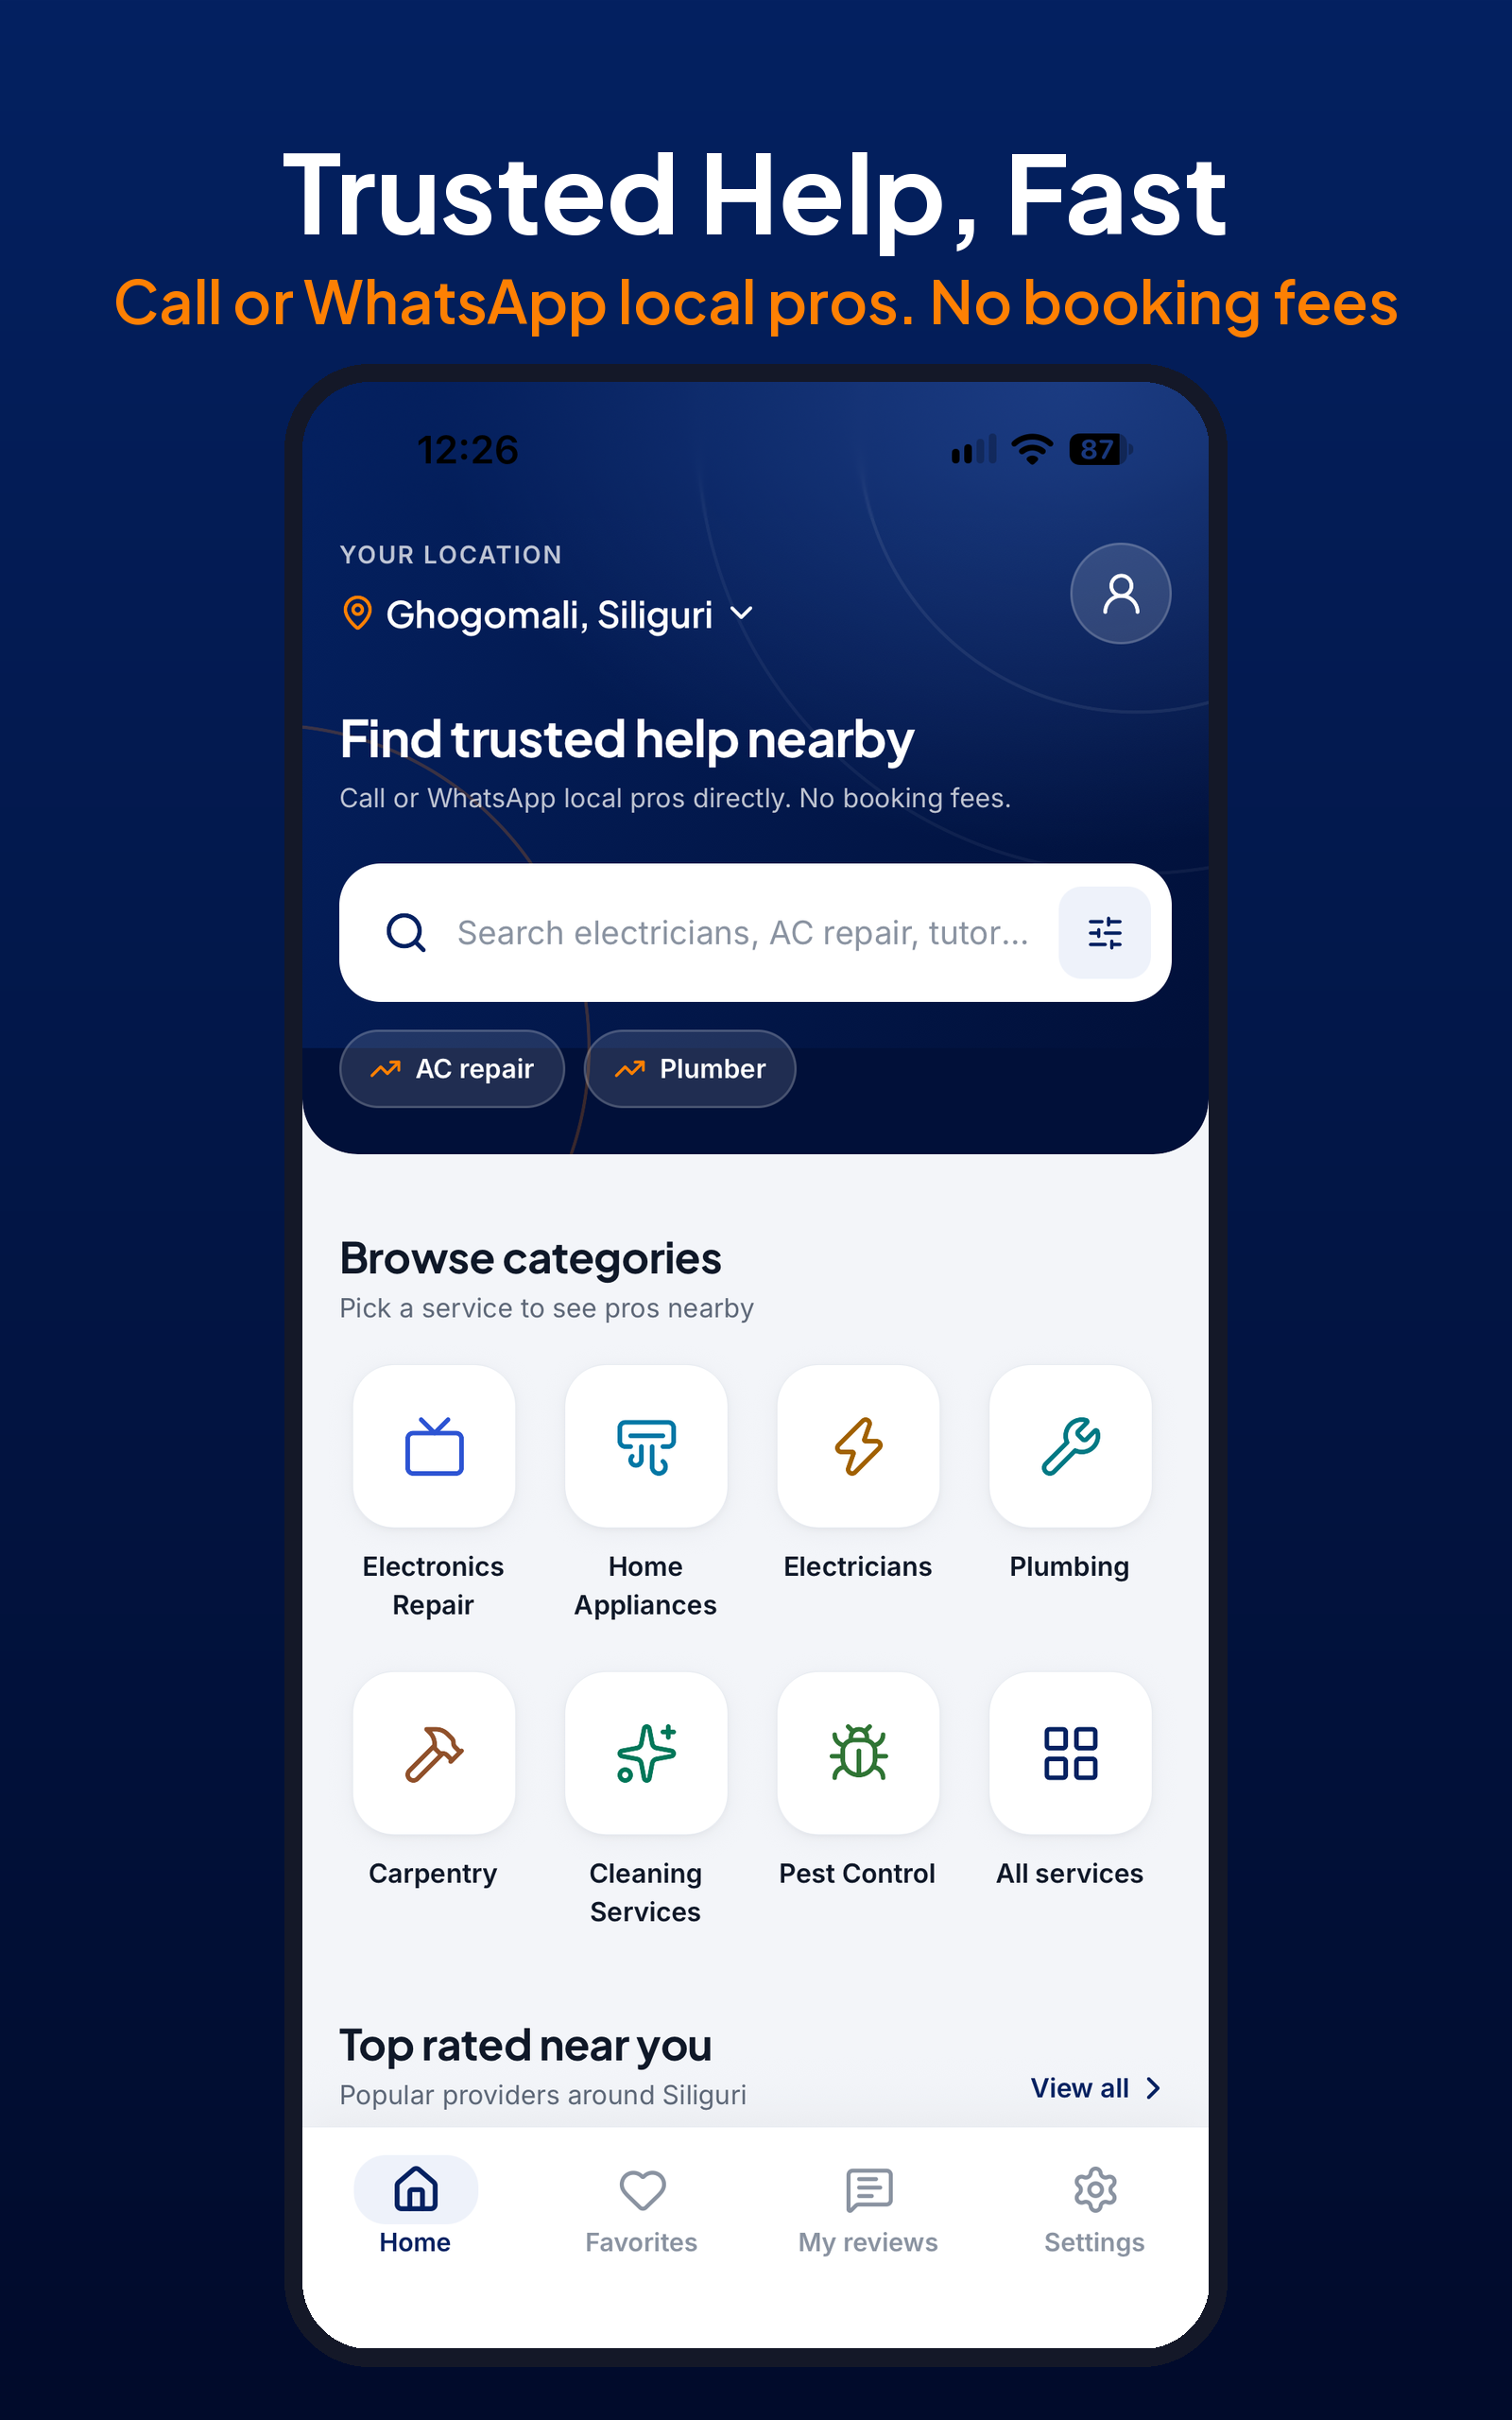 Trusted Help, Fast
Call or WhatsApp local pros. No booking fees
12:26
87
YOUR LOCATION
Ghogomali, Siliguri
Find trusted help nearby
Call or WhatsApp local pros directly. No booking fees.
Search electricians, AC repair, tutor...
AC repair
Plumber
Browse categories
Pick a service to see pros nearby
Electronics
Repair
Home
Appliances
Electricians
Plumbing
Carpentry
Cleaning
Services
Pest Control
All services
Top rated near you
Popular providers around Siliguri
View all
Home
Favorites
My reviews
Settings